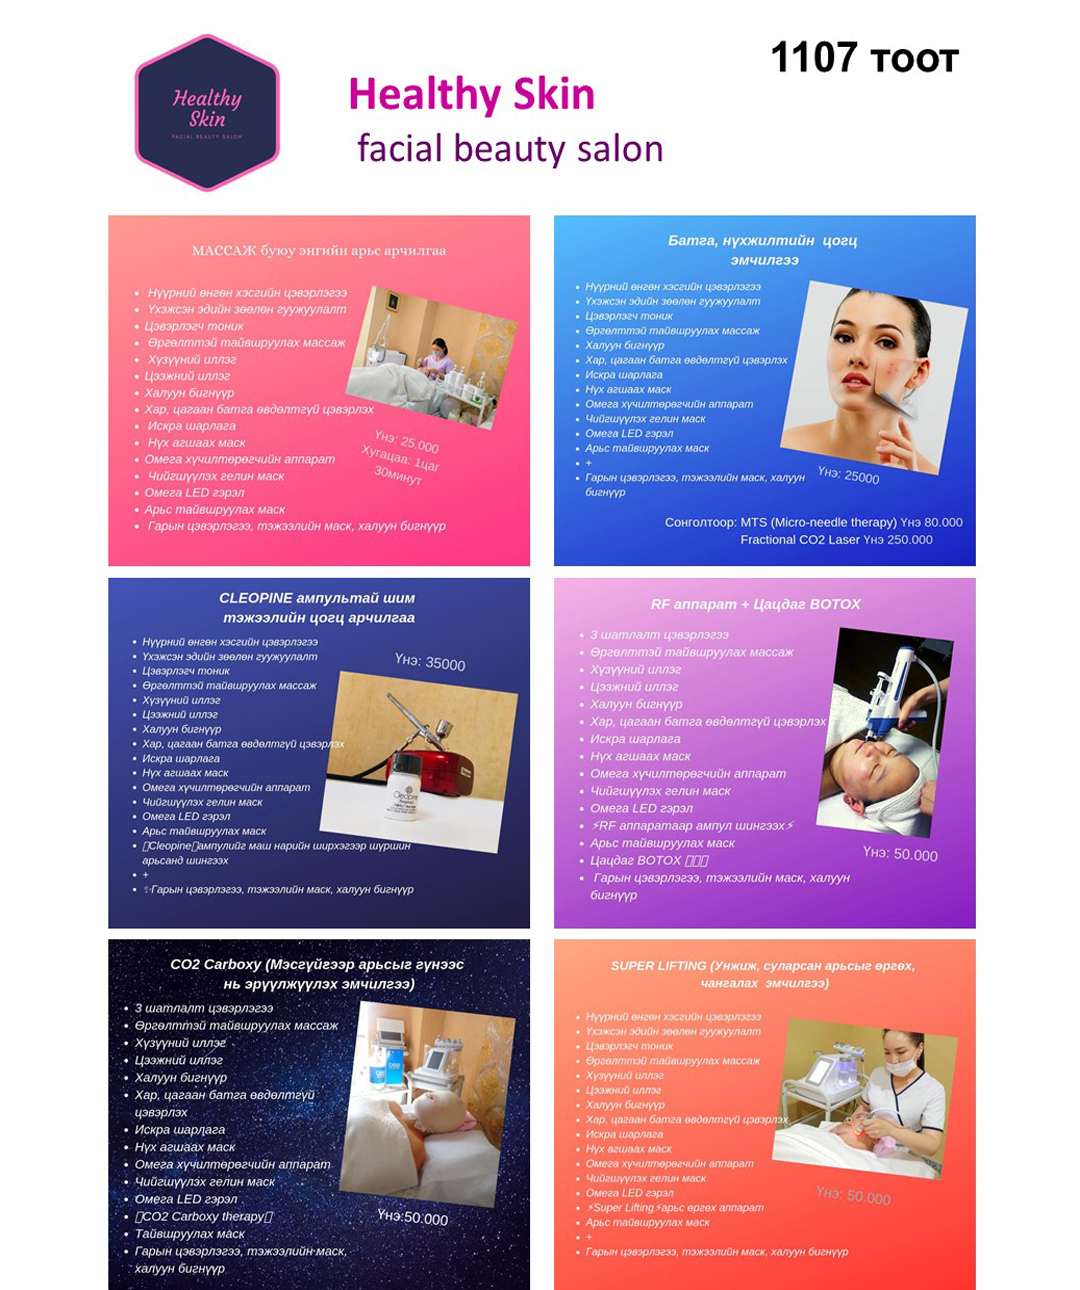 Healthy
Skin
FACIAL BEAUTY SALON
Healthy Skin
facial beauty salon
1107 тоот
МАССАЖ буюу энгийн арьс арчилгаа
• Нүүрний өнгөн хэсгийн цэвэрлэгээ
• Үхэжсэн эдийн зөөлөн гуужуулалт
• Цэвэрлэгч тоник
• Өргөлттэй тайвшруулах массаж
• Хүзүүний иллэг
• Цээжний иллэг
• Халуун бигнүүр
• Хар, цагаан батга өвдөлтгүй цэвэрлэх
• Искра шарлага
• Нүх агшаах маск
• Омега хүчилтөрөгчийн аппарат
• Чийгшүүлэх гелин маск
• Омега LED гэрэл
• Арьс тайвшруулах маск
• Гарын цэвэрлэгээ, тэжээлийн маск, халуун бигнүүр
Үнэ: 25.000
Хугацаа: 1цаг
30минут
Батга, нүхжилтийн цогц
эмчилгээ
• Нүүрний өнгөн хэсгийн цэвэрлэгээ
• Үхэжсэн эдийн зөөлөн гуужуулалт
• Цэвэрлэгч тоник
• Өргөлттэй тайвшруулах массаж
• Халуун бигнүүр
• Хар, цагаан батга өвдөлтгүй цэвэрлэх
• Искра шарлага
• Нүх агшаах маск
• Омега хүчилтөрөгчийн аппарат
• Чийгшүүлэх гелин маск
• Омега LED гэрэл
• Арьс тайвшруулах маск
• +
• Гарын цэвэрлэгээ, тэжээлийн маск, халуун
бигнүүр
Үнэ: 25000
Сонголтоор: MTS (Micro-needle therapy) Үнэ 80.000
Fractional CO2 Laser Үнэ 250.000
CLEOPINE ампультай шим
тэжээлийн цогц арчилгаа
• Нүүрний өнгөн хэсгийн цэвэрлэгээ
• Үхэжсэн эдийн зөөлөн гуужуулалт
• Цэвэрлэгч тоник
• Өргөлттэй тайвшруулах массаж
• Хүзүүний иллэг
• Цээжний иллэг
• Халуун бигнүүр
• Хар, цагаан батга өвдөлтгүй цэвэрлэх
• Искра шарлага
• Нүх агшаах маск
• Омега хүчилтөрөгчийн аппарат
• Чийгшүүлэх гелин маск
• Омега LED гэрэл
• Арьс тайвшруулах маск
• ▯Cleopine▯ампулийг маш нарийн ширхэгээр шүршин
арьсанд шингээх
• +
• ✨Гарын цэвэрлэгээ, тэжээлийн маск, халуун бигнүүр
Үнэ: 35000
Cleopine
RF аппарат + Цацдаг BOTOX
• 3 шатлалт цэвэрлэгээ
• Өргөлттэй тайвшруулах массаж
• Хүзүүний иллэг
• Цээжний иллэг
• Халуун бигнүүр
• Хар, цагаан батга өвдөлтгүй цэвэрлэх
• Искра шарлага
• Нүх агшаах маск
• Омега хүчилтөрөгчийн аппарат
• Чийгшүүлэх гелин маск
• Омега LED гэрэл
• ⚡RF аппаратаар ампул шингээх⚡
• Арьс тайвшруулах маск
• Цацдаг BOTOX ▯▯▯
• Гарын цэвэрлэгээ, тэжээлийн маск, халуун
бигнүүр
Үнэ: 50.000
CO2 Carboxy (Мэсгүйгээр арьсыг гүнээс
нь эрүүлжүүлэх эмчилгээ)
• 3 шатлалт цэвэрлэгээ
• Өргөлттэй тайвшруулах массаж
• Хүзүүний иллэг
• Цээжний иллэг
• Халуун бигнүүр
• Хар, цагаан батга өвдөлтгүй
цэвэрлэх
• Искра шарлага
• Нүх агшаах маск
• Омега хүчилтөрөгчийн аппарат
• Чийгшүүлэх гелин маск
• Омега LED гэрэл
• ▯CO2 Carboxy therapy▯
• Тайвшруулах маск
• Гарын цэвэрлэгээ, тэжээлийн маск,
халуун бигнүүр
Үнэ:50.000
SUPER LIFTING (Унжиж, суларсан арьсыг өргөх,
чангалах эмчилгээ)
• Нүүрний өнгөн хэсгийн цэвэрлэгээ
• Үхэжсэн эдийн зөөлөн гуужуулалт
• Цэвэрлэгч тоник
• Өргөлттэй тайвшруулах массаж
• Хүзүүний иллэг
• Цээжний иллэг
• Халуун бигнүүр
• Хар, цагаан батга өвдөлтгүй цэвэрлэх
• Искра шарлага
• Нүх агшаах маск
• Омега хүчилтөрөгчийн аппарат
• Чийгшүүлэх гелин маск
• Омега LED гэрэл
• ⚡Super Lifting⚡арьс өргөх аппарат
• Арьс тайвшруулах маск
• +
• Гарын цэвэрлэгээ, тэжээлийн маск, халуун бигнүүр
Үнэ: 50.000